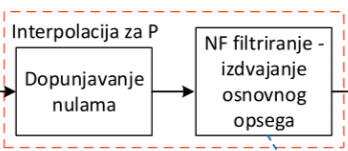 Interpolacija za P
Dopunjavanje
nulama
NF filtriranje -
izdvajanje
osnovnog
opsega